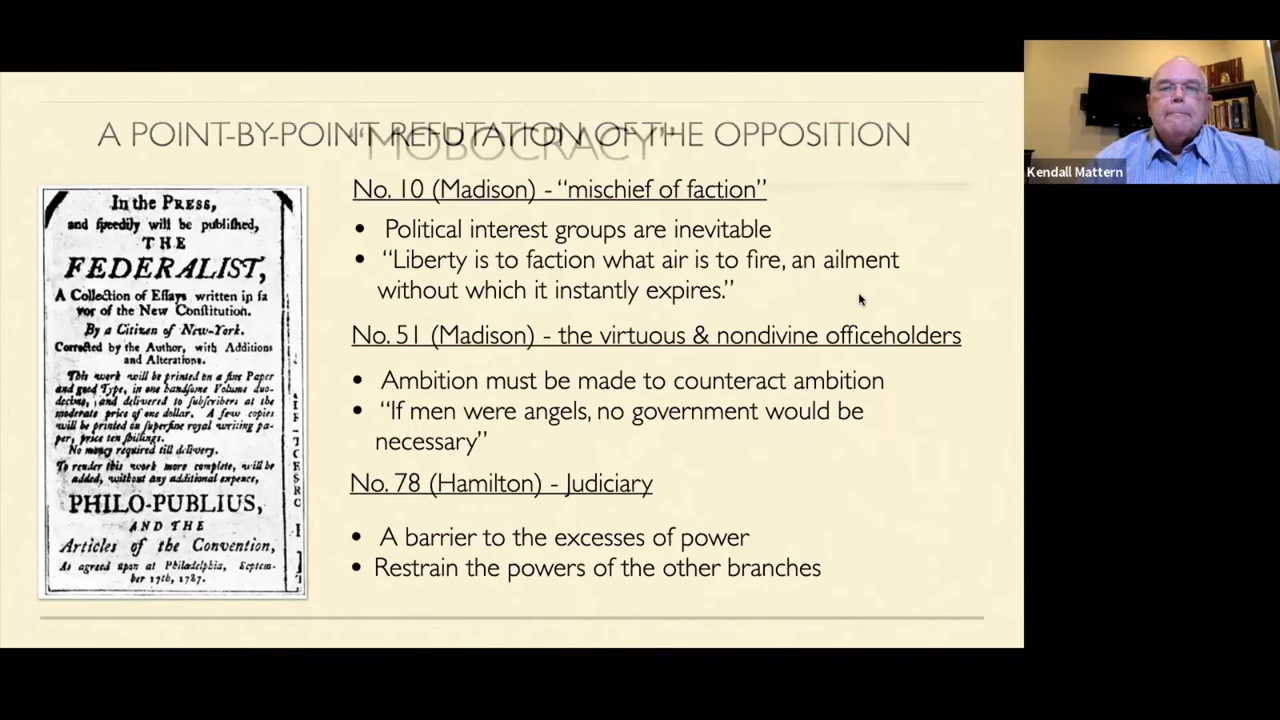 A POINT-BY-POINT REFUTATION OF THE OPPOSITION
"MOBOCRACY"
In the PRESS,
and speedily will be published,
THE
FEDERALIST,
A Collection of Essays written in fa
vor of the New Constitution.
By a Citizen of New-York.
Corrected by the Author, with Additions
and Alterations.
This work will be printed on a fine Paper
and good Type, in one handsome Volume duo-
decimo, and delivered to subscribers at the
moderate price of one dollar. A few copies
will be printed on superfine royal writing pa-
per, price ten shillings.
No money required till delivery.
To render this work more complete, will be
added, without any additional expence,
PHILO-PUBLIUS,
AND THE
Articles of the Convention,
As agreed upon at Philadelphia, Septem-
ber 17th, 1787.
No. 10 (Madison) - “mischief of faction”
• Political interest groups are inevitable
• “Liberty is to faction what air is to fire, an ailment
without which it instantly expires.”
No. 51 (Madison) - the virtuous & nondivine officeholders
• Ambition must be made to counteract ambition
• “If men were angels, no government would be
necessary”
No. 78 (Hamilton) - Judiciary
• A barrier to the excesses of power
• Restrain the powers of the other branches
Kendall Mattern